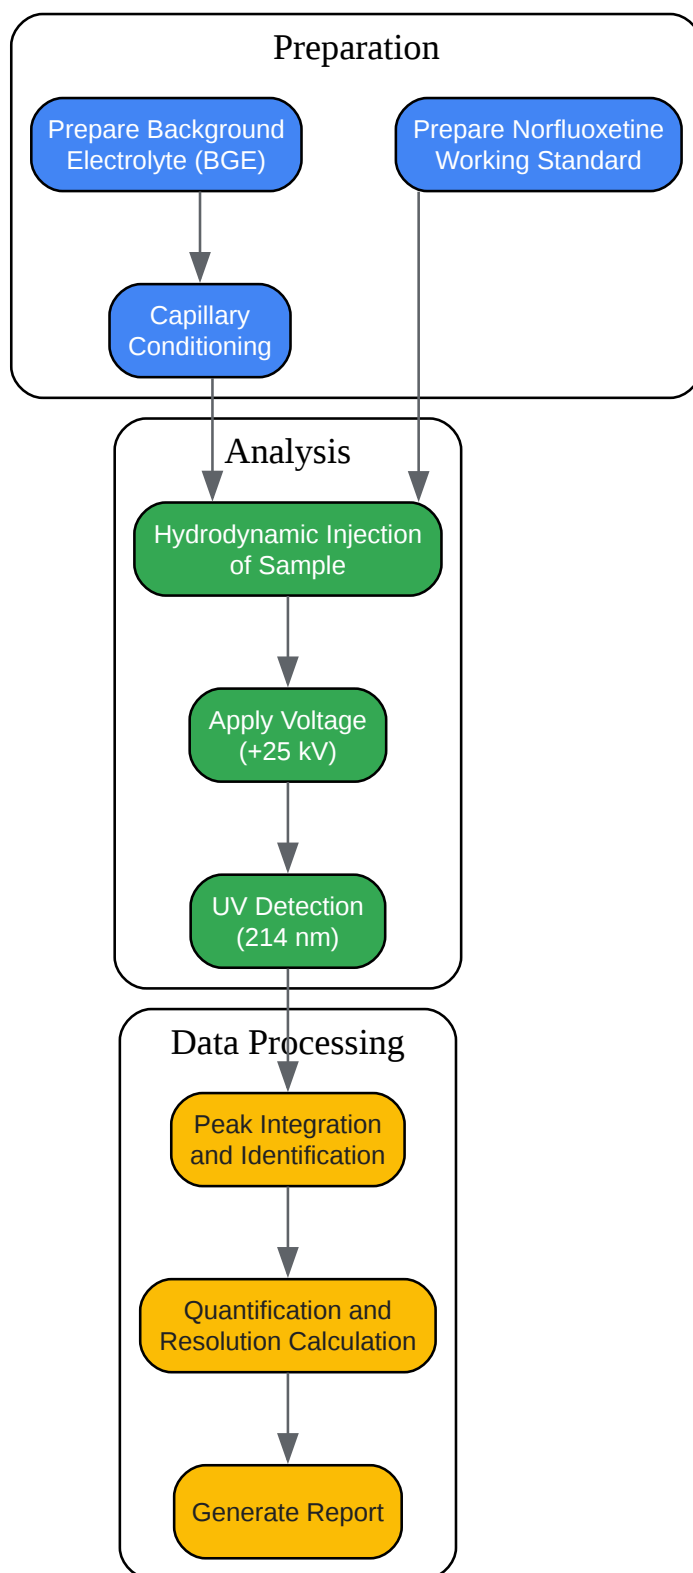 Preparation
Prepare Background
Electrolyte (BGE)
Prepare Norfluoxetine
Working Standard
Capillary
Conditioning
Analysis
Hydrodynamic Injection
of Sample
Apply Voltage
(+25 kV)
UV Detection
(214 nm)
Data Processing
Peak Integration
and Identification
Quantification and
Resolution Calculation
Generate Report